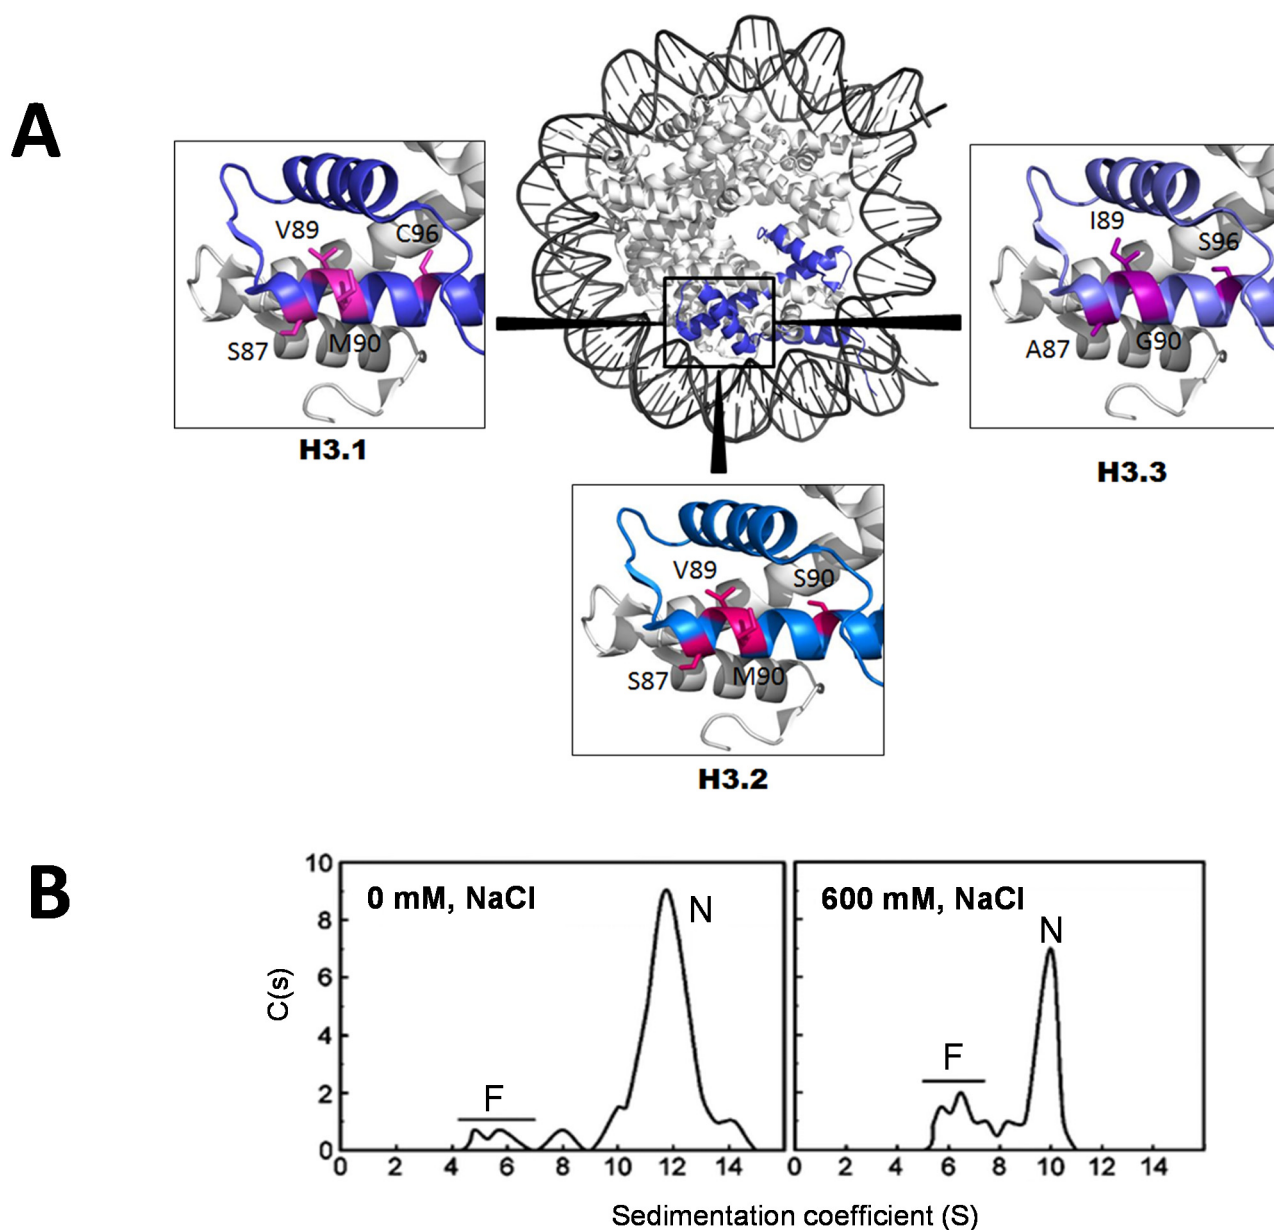 A
V89
C96
S87
M90
H3.1
I89
S96
A87
G90
H3.3
V89
S90
S87
M90
H3.2
B
0 mM, NaCl
N
F
600 mM, NaCl
N
F
C(s)
10
8
6
4
2
0
0 2 4 6 8 10 12 14
0 2 4 6 8 10 12 14
Sedimentation coefficient (S)